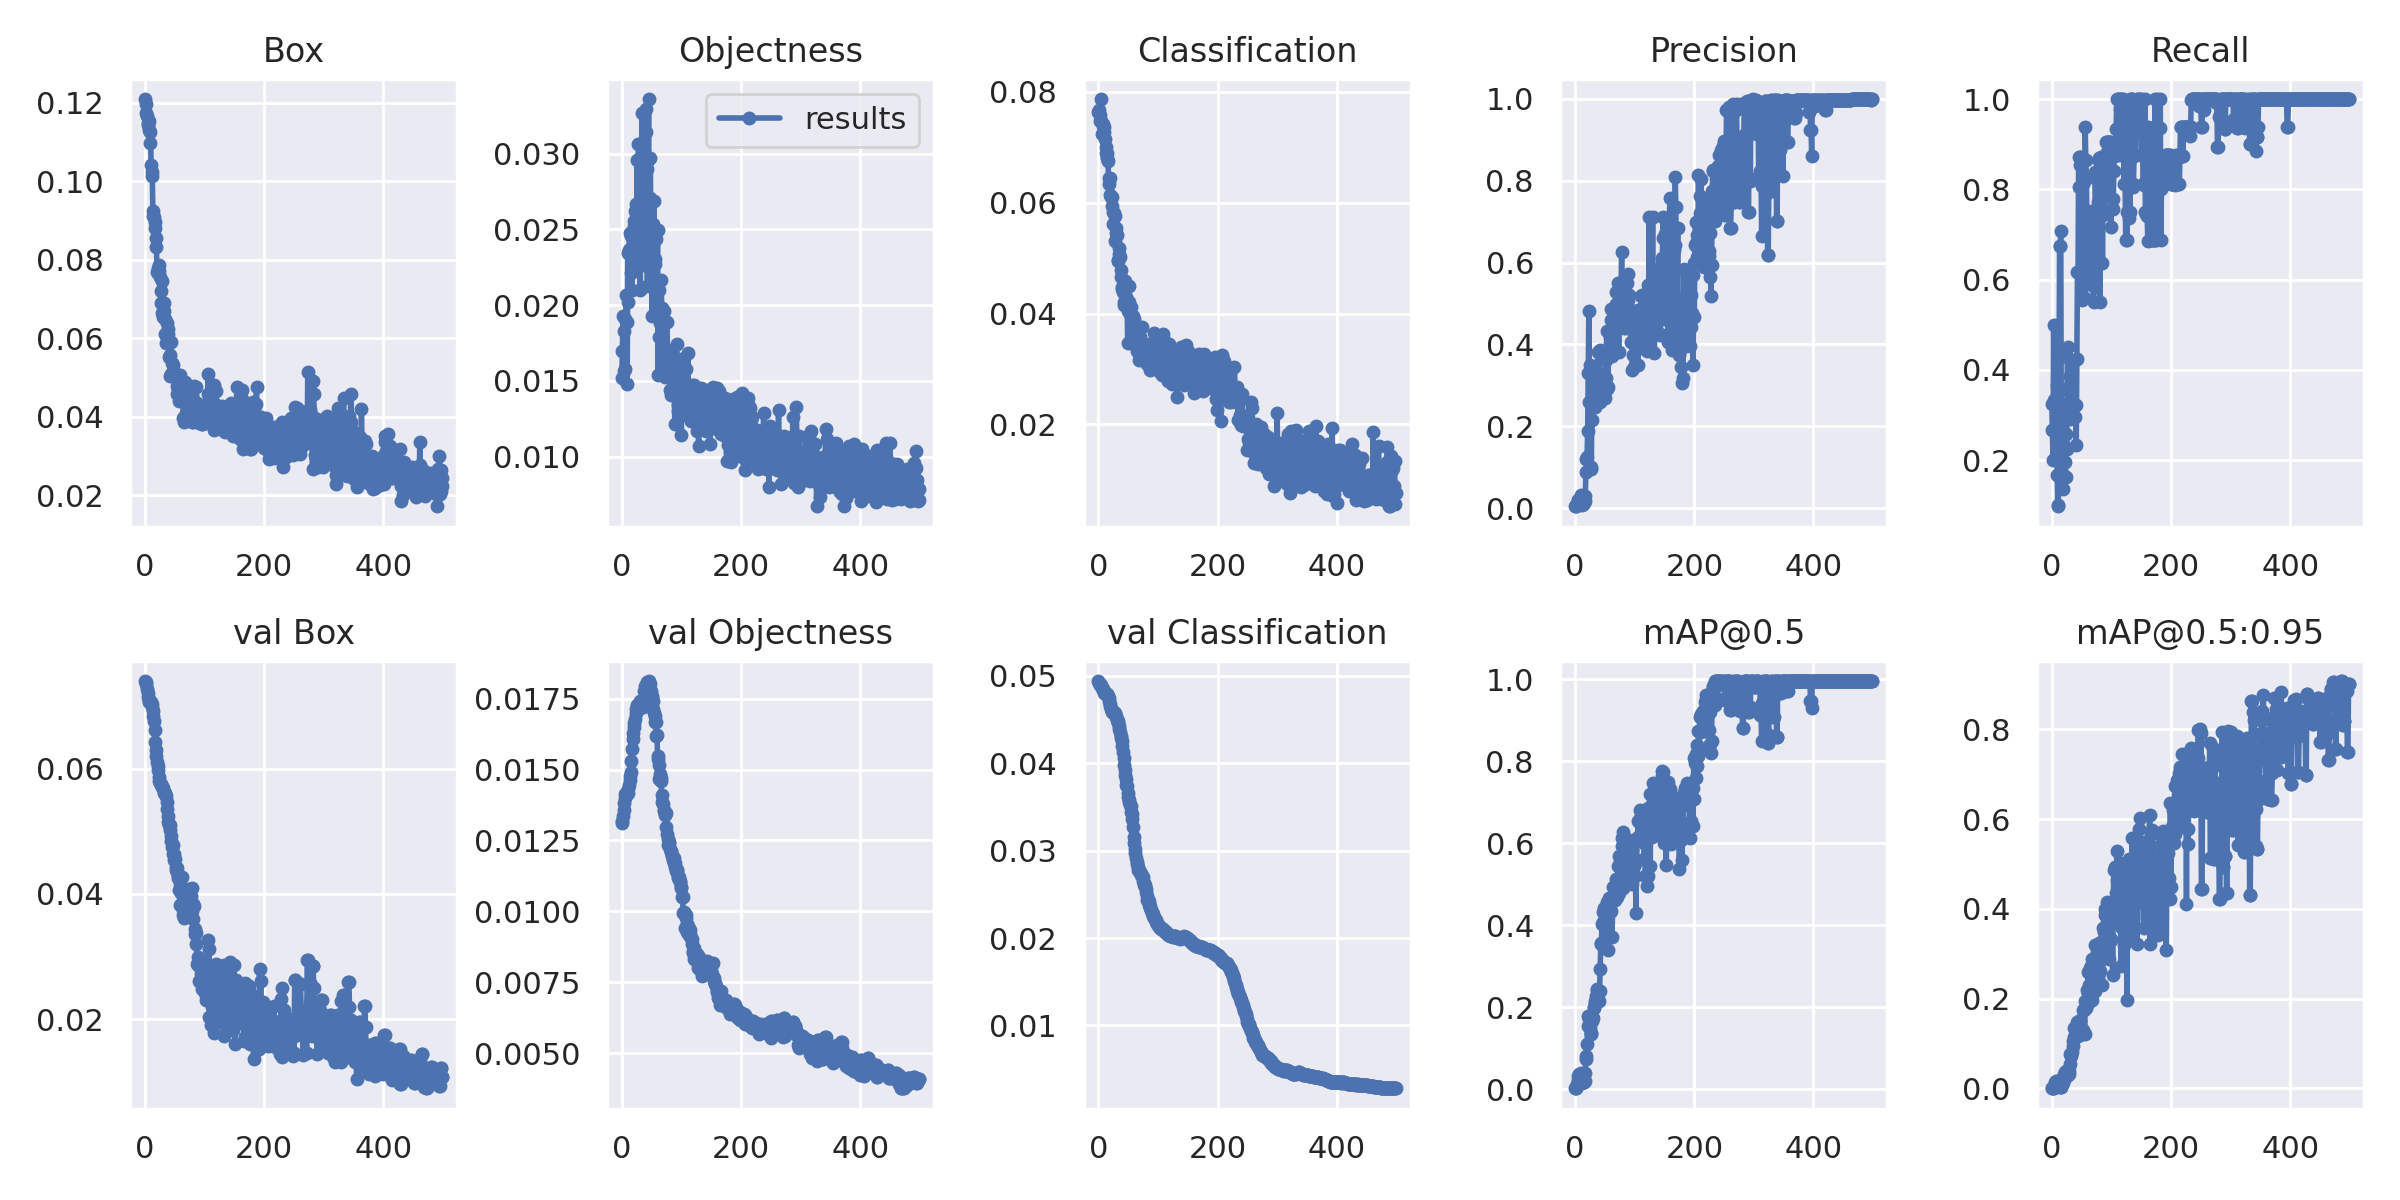 Box
Objectness
Classification
Precision
Recall
results
0.12
0.10
0.08
0.06
0.04
0.02
0 200 400
0.030
0.025
0.020
0.015
0.010
0 200 400
0.08
0.06
0.04
0.02
0 200 400
1.0
0.8
0.6
0.4
0.2
0.0
0 200 400
1.0
0.8
0.6
0.4
0.2
0 200 400
val Box
val Objectness
val Classification
mAP@0.5
mAP@0.5:0.95
0.06
0.04
0.02
0 200 400
0.0175
0.0150
0.0125
0.0100
0.0075
0.0050
0 200 400
0.05
0.04
0.03
0.02
0.01
0 200 400
1.0
0.8
0.6
0.4
0.2
0.0
0 200 400
0.8
0.6
0.4
0.2
0.0
0 200 400